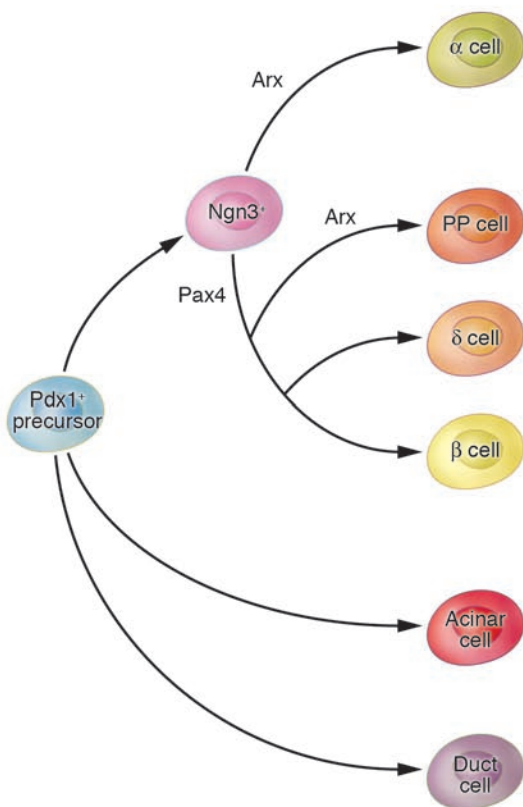 α cell
Arx
Ngn3⁺
Arx
PP cell
Pax4
δ cell
Pdx1⁺
precursor
β cell
Acinar
cell
Duct
cell